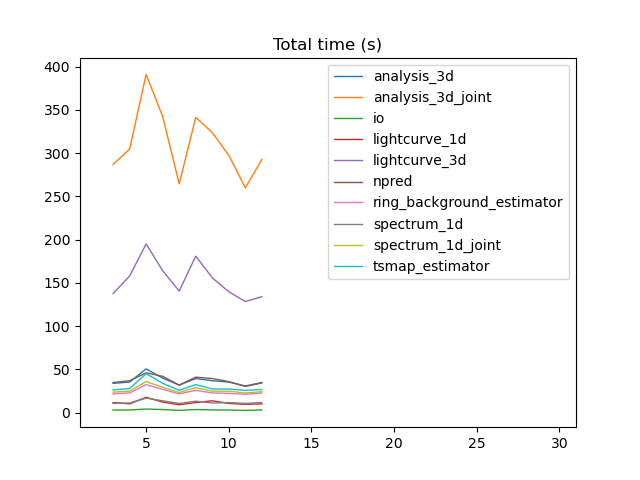 Total time (s)
400
350
300
250
200
150
100
50
0
5
10
15
20
25
30
analysis_3d
analysis_3d_joint
io
lightcurve_1d
lightcurve_3d
npred
ring_background_estimator
spectrum_1d
spectrum_1d_joint
tsmap_estimator